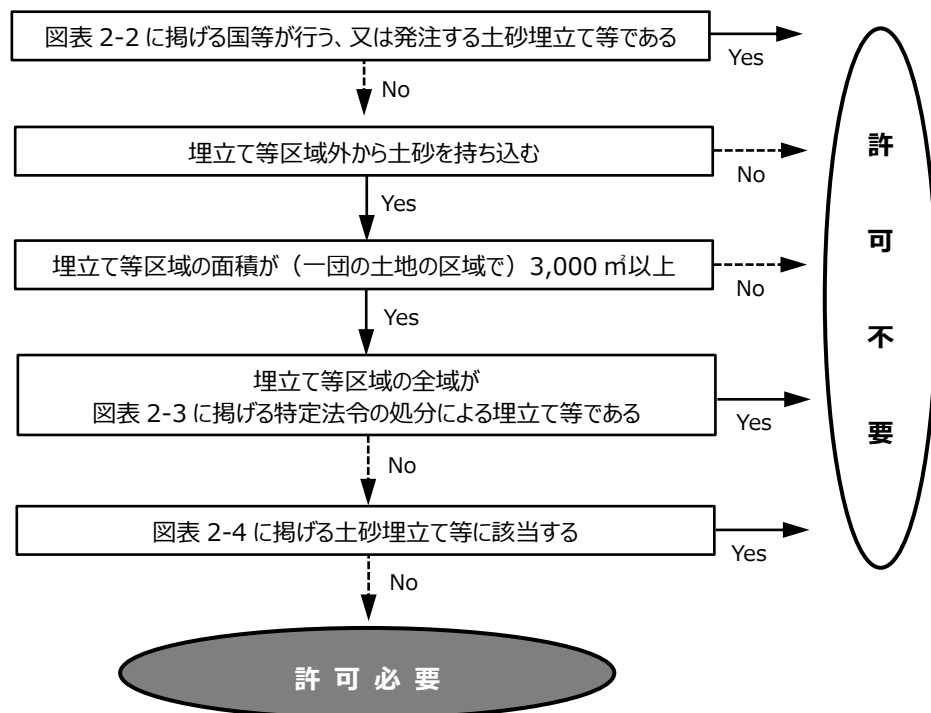 図表 2-2 に掲げる国等が行う、又は発注する土砂埋立て等である
Yes
No
埋立て等区域外から土砂を持ち込む
No
Yes
埋立て等区域の面積が（一団の土地の区域で）3,000 ㎡以上
No
Yes
埋立て等区域の全域が
図表 2-3 に掲げる特定法令の処分による埋立て等である
Yes
No
図表 2-4 に掲げる土砂埋立て等に該当する
Yes
No
許可不要
許可必要